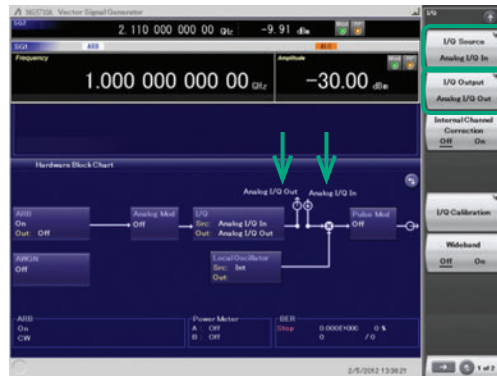 MG3710A Vector Signal Generator
SG2
2. 110 000 000 00 GHz
-9. 91 dBm
Mod
SG1
ARB
Frequency
1.000 000 000 00 GHz
Amplitude
-30.00 dBm
Mod
Hardware Block Chart
Analog I/Q Out
Analog I/Q In
ARB
On
Out: Off
Analog Mod
Off
I/Q
Src: Analog I/Q In
Out: Analog I/Q Out
Pulse Mod
Off
AWGN
Off
Local Oscillator
Src: Int
Out:
ARB
On
CW
Power Meter
A : Off
B : Off
BER
Stop
0.000E+000 0 %
0 /0
2/5/2012 13:36:21
I/Q
I/Q Source
Analog I/Q In
I/Q Output
Analog I/Q Out
Internal Channel
Correction
Off On
I/Q Calibration
Wideband
Off On
1 of 2